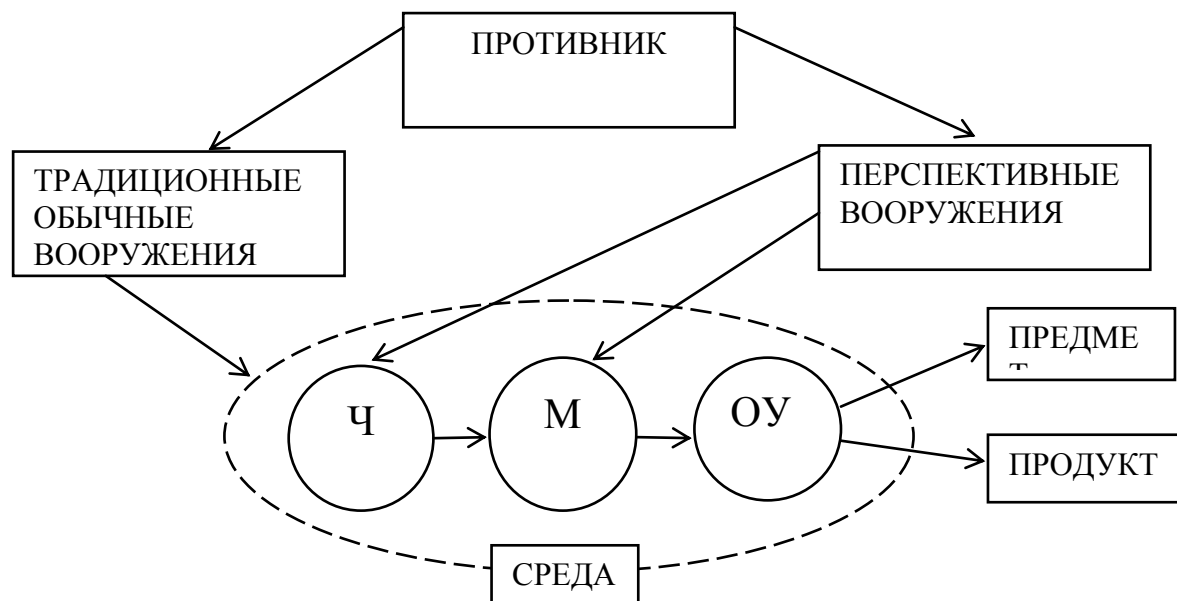 ПРОТИВНИК
ТРАДИЦИОННЫЕ
ОБЫЧНЫЕ
ВООРУЖЕНИЯ
ПЕРСПЕКТИВНЫЕ
ВООРУЖЕНИЯ
ПРЕДМЕ
Т
Ч
М
ОУ
ПРОДУКТ
СРЕДА